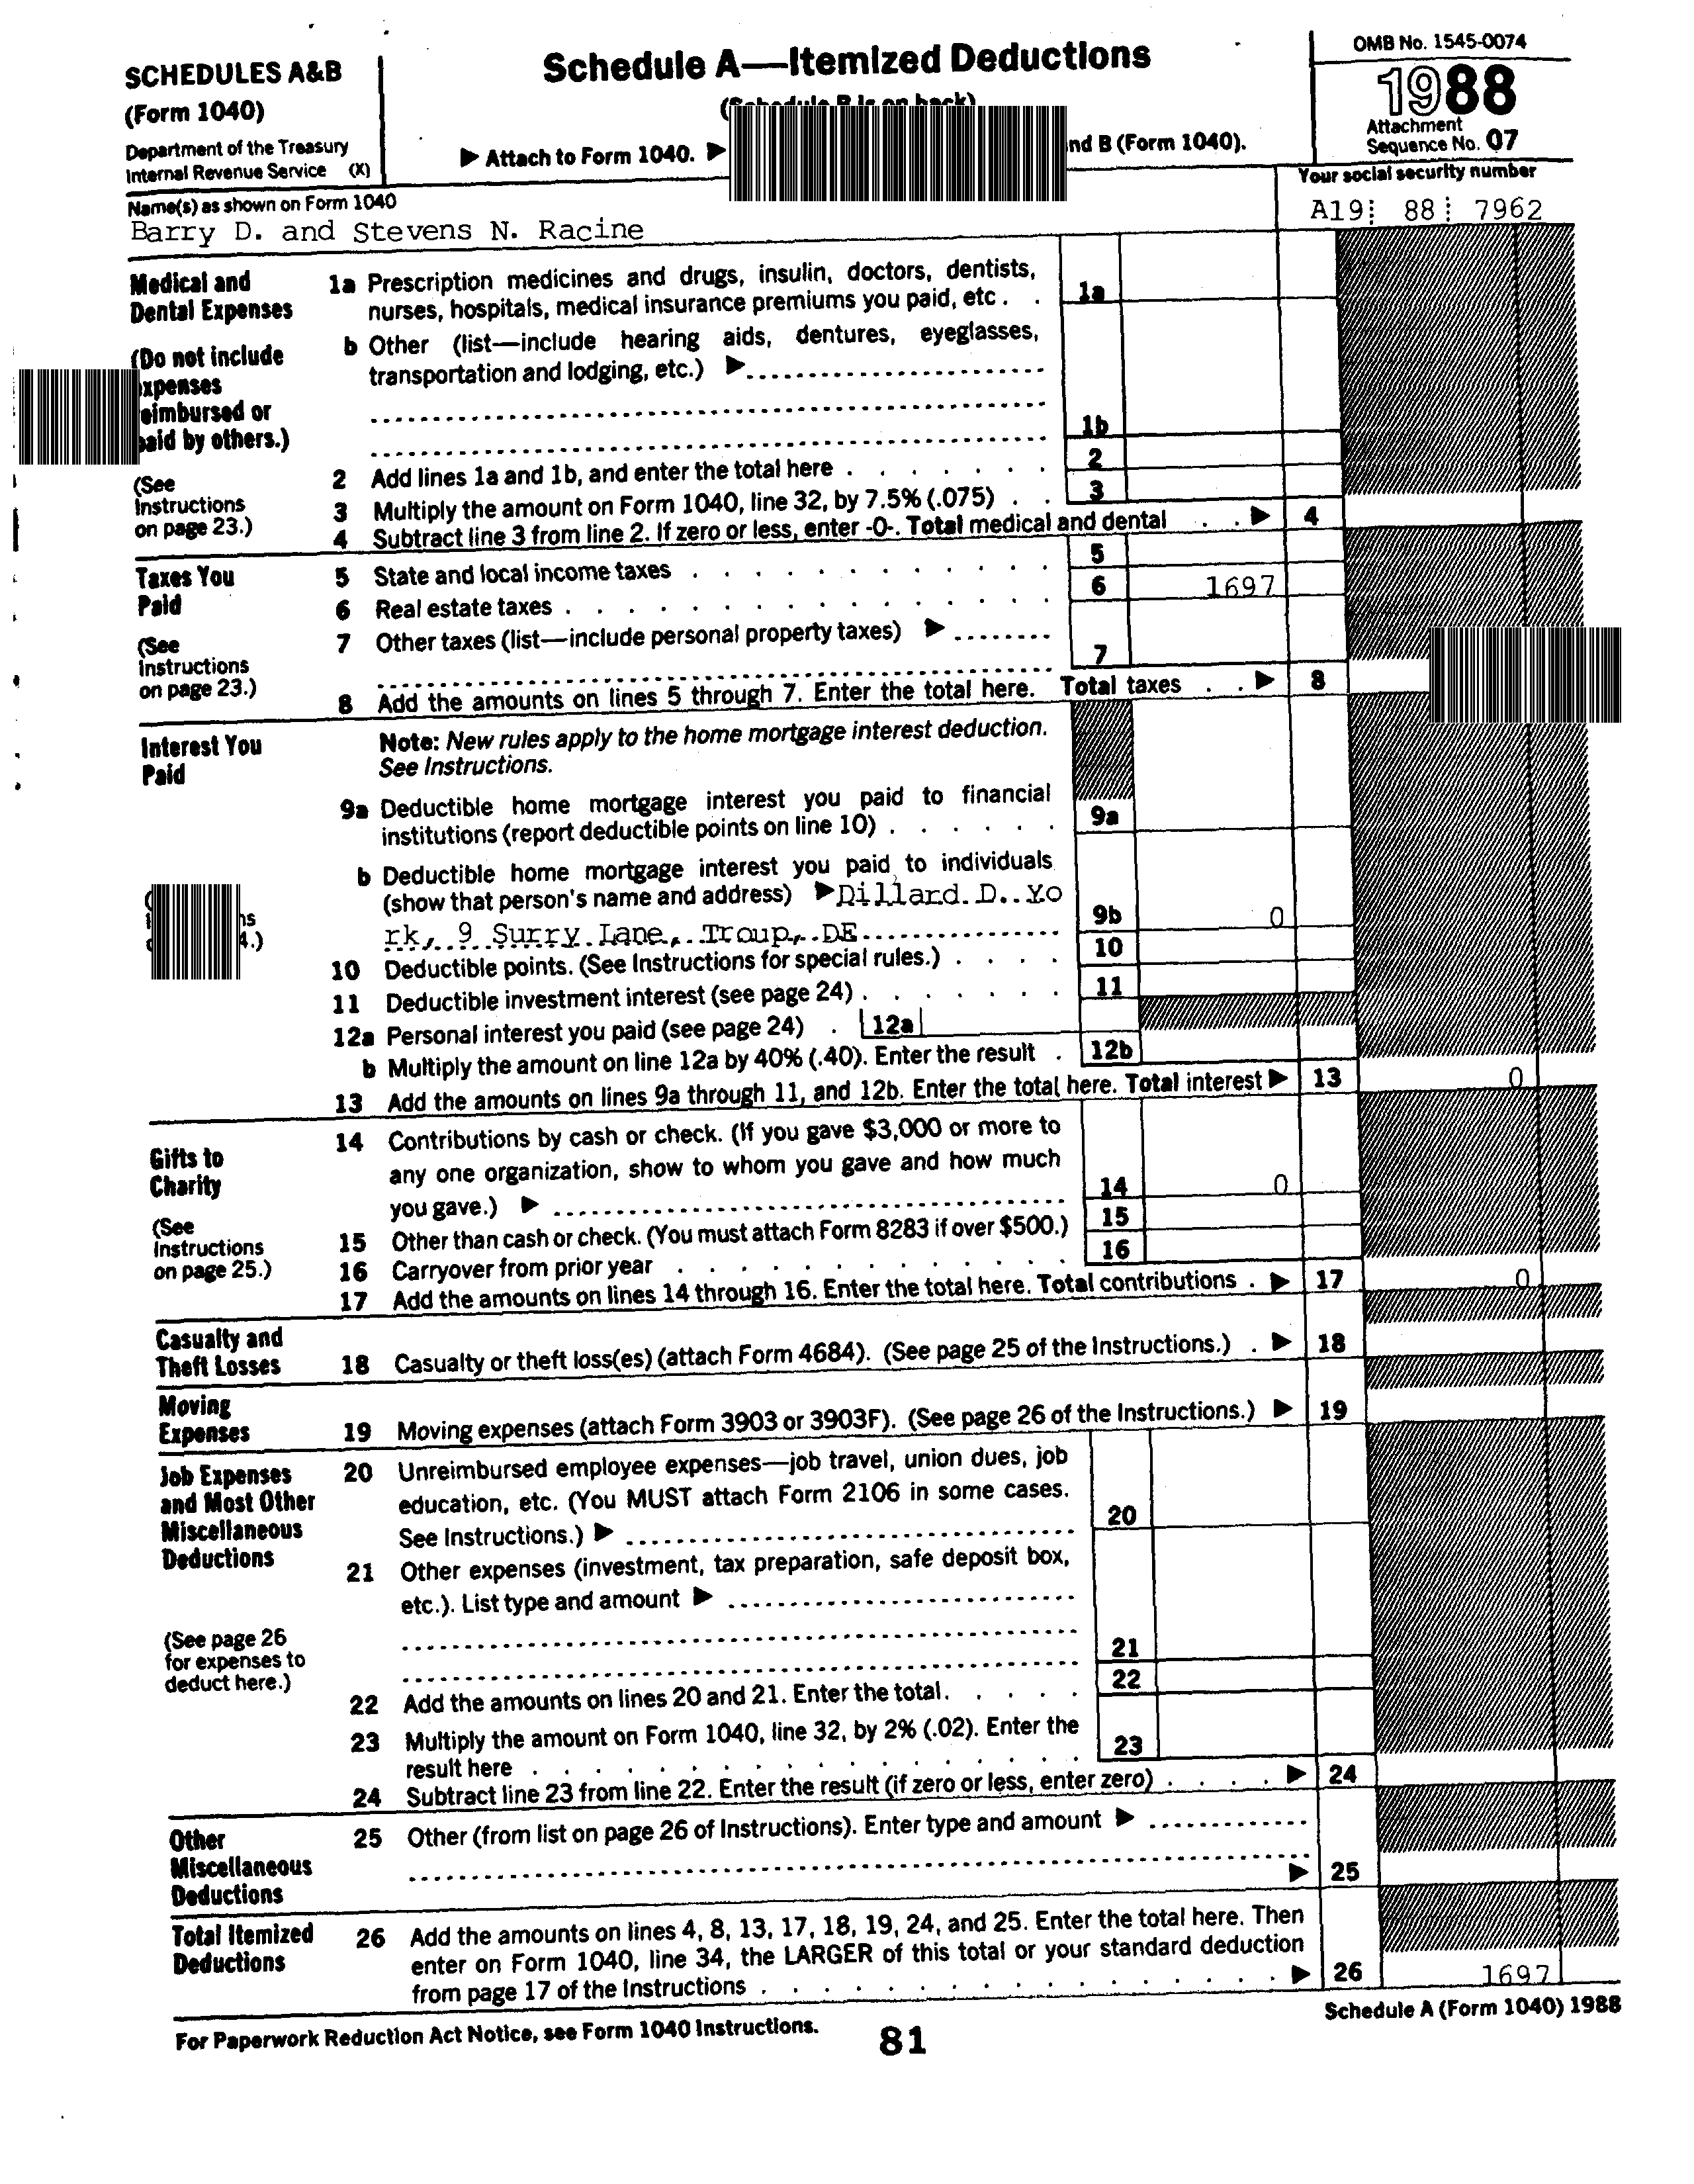 SCHEDULES A&B
(Form 1040)
Department of the Treasury
Internal Revenue Service (X)
Schedule A—Itemized Deductions
(Schedule B is on back)
▶ Attach to Form 1040. ▶
nd B (Form 1040).
OMB No. 1545-0074
1988
Attachment
Sequence No. 07
Name(s) as shown on Form 1040
Barry D. and Stevens N. Racine
Your social security number
A19 88 7962
Medical and
Dental Expenses
(Do not include
xpenses
eimbursed or
paid by others.)
(See
Instructions
on page 23.)
1a Prescription medicines and drugs, insulin, doctors, dentists,
nurses, hospitals, medical insurance premiums you paid, etc . . 1a
b Other (list—include hearing aids, dentures, eyeglasses,
transportation and lodging, etc.) ▶
1b
2 Add lines 1a and 1b, and enter the total here . . . . . . . 2
3 Multiply the amount on Form 1040, line 32, by 7.5% (.075) . . 3
4 Subtract line 3 from line 2. If zero or less, enter -0-. Total medical and dental . . ▶ 4
Taxes You
Paid
(See
Instructions
on page 23.)
5 State and local income taxes . . . . . . . . . . . . 5
6 Real estate taxes . . . . . . . . . . . . . . . 6 1697
7 Other taxes (list—include personal property taxes) ▶
7
8 Add the amounts on lines 5 through 7. Enter the total here. Total taxes . . ▶ 8
Interest You
Paid
Note: New rules apply to the home mortgage interest deduction.
See Instructions.
9a Deductible home mortgage interest you paid to financial
institutions (report deductible points on line 10) . . . . . . 9a
b Deductible home mortgage interest you paid to individuals
(show that person's name and address) ▶ Dillard D. Yo
rk, 9 Surry Lane, Troup, DE 9b 0
ns
4.)
10 Deductible points. (See Instructions for special rules.) . . . . 10
11 Deductible investment interest (see page 24) . . . . . . . 11
12a Personal interest you paid (see page 24) . 12a
b Multiply the amount on line 12a by 40% (.40). Enter the result . 12b
13 Add the amounts on lines 9a through 11, and 12b. Enter the total here. Total interest ▶ 13 0
Gifts to
Charity
(See
Instructions
on page 25.)
14 Contributions by cash or check. (If you gave $3,000 or more to
any one organization, show to whom you gave and how much
you gave.) ▶ 14 0
15 Other than cash or check. (You must attach Form 8283 if over $500.) 15
16 Carryover from prior year . . . . . . . . . . . . . 16
17 Add the amounts on lines 14 through 16. Enter the total here. Total contributions . ▶ 17 0
Casualty and
Theft Losses
18 Casualty or theft loss(es) (attach Form 4684). (See page 25 of the Instructions.) . ▶ 18
Moving
Expenses
19 Moving expenses (attach Form 3903 or 3903F). (See page 26 of the Instructions.) ▶ 19
Job Expenses
and Most Other
Miscellaneous
Deductions
(See page 26
for expenses to
deduct here.)
20 Unreimbursed employee expenses—job travel, union dues, job
education, etc. (You MUST attach Form 2106 in some cases.
See Instructions.) ▶ 20
21 Other expenses (investment, tax preparation, safe deposit box,
etc.). List type and amount ▶
21
22 Add the amounts on lines 20 and 21. Enter the total. . . . . 22
23 Multiply the amount on Form 1040, line 32, by 2% (.02). Enter the
result here . . . . . . . . . . . . . . . . . 23
24 Subtract line 23 from line 22. Enter the result (if zero or less, enter zero) . . . . ▶ 24
Other
Miscellaneous
Deductions
25 Other (from list on page 26 of Instructions). Enter type and amount ▶
▶ 25
Total Itemized
Deductions
26 Add the amounts on lines 4, 8, 13, 17, 18, 19, 24, and 25. Enter the total here. Then
enter on Form 1040, line 34, the LARGER of this total or your standard deduction
from page 17 of the Instructions . . . . . . . . . . . . . . . . ▶ 26 1697
For Paperwork Reduction Act Notice, see Form 1040 Instructions.
81
Schedule A (Form 1040) 1988